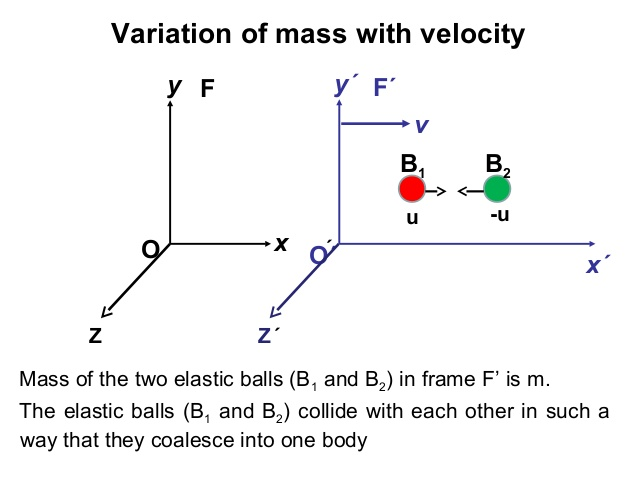 Variation of mass with velocity
y F
y´ F´
v
B1 B2
u -u
O x
O´ x´
Z Z´
Mass of the two elastic balls (B1 and B2) in frame F’ is m.
The elastic balls (B1 and B2) collide with each other in such a
way that they coalesce into one body